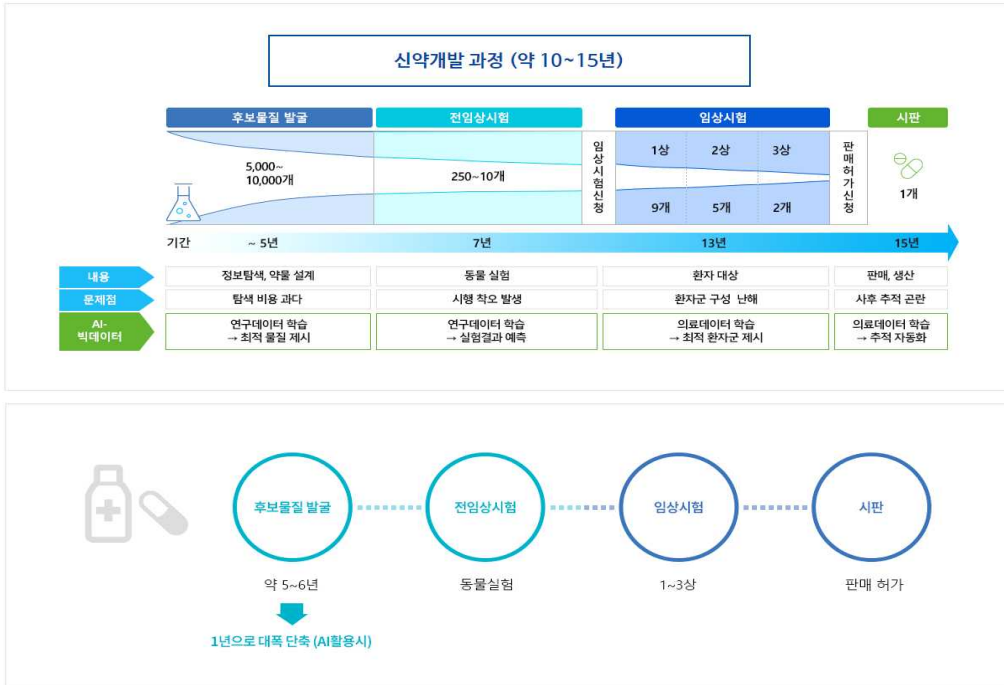 신약개발 과정 (약 10~15년)
후보물질 발굴
전임상시험
임상시험
시판
5,000~
10,000개
250~10개
임상시험신청
1상 2상 3상
9개 5개 2개
판매허가신청
1개
기간 ~ 5년 7년 13년 15년
내용 정보탐색, 약물 설계 동물 실험 환자 대상 판매, 생산
문제점 탐색 비용 과다 시행 착오 발생 환자군 구성 난해 사후 추적 곤란
AI-
빅데이터
연구데이터 학습
→ 최적 물질 제시
연구데이터 학습
→ 실험결과 예측
의료데이터 학습
→ 최적 환자군 제시
의료데이터 학습
→ 추적 자동화
후보물질 발굴 전임상시험 임상시험 시판
약 5~6년 동물실험 1~3상 판매 허가
1년으로 대폭 단축 (AI활용시)